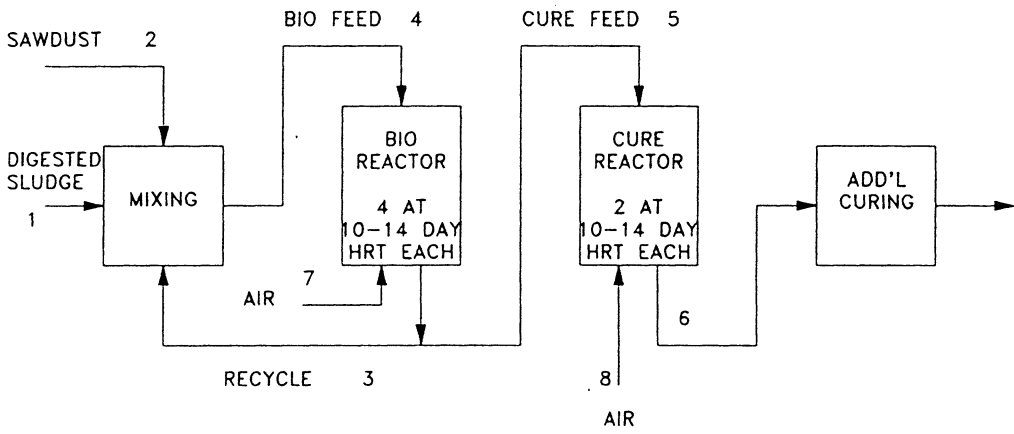 BIO FEED 4
CURE FEED 5
SAWDUST 2
DIGESTED
SLUDGE
1
MIXING
BIO
REACTOR
4 AT
10-14 DAY
HRT EACH
CURE
REACTOR
2 AT
10-14 DAY
HRT EACH
ADD'L
CURING
AIR 7
6
RECYCLE 3
8
AIR